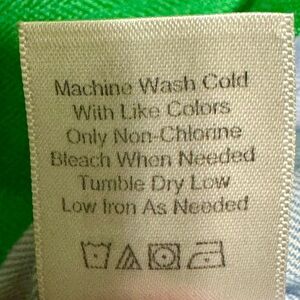 Machine Wash Cold
With Like Colors
Only Non-Chlorine
Bleach When Needed
Tumble Dry Low
Low Iron As Needed